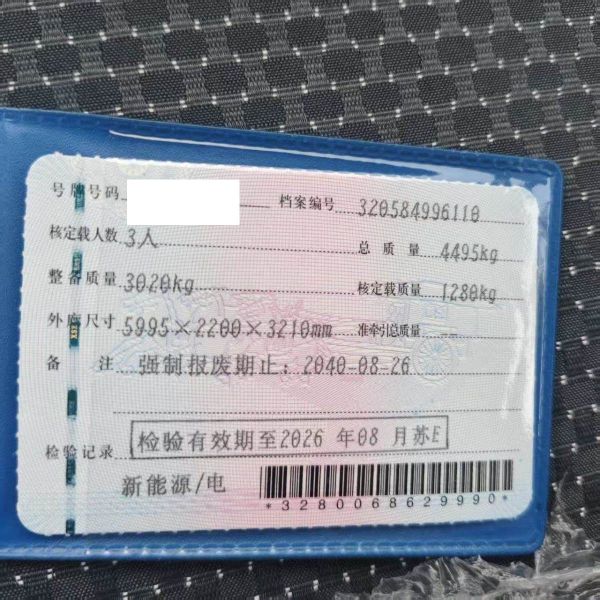 号牌号码 档案编号 320584996110
核定载人数 3人 总质量 4495kg
整备质量 3020kg 核定载质量 1280kg
外廓尺寸 5995×2200×3210mm 准牵引总质量
备注 强制报废期止：2040-08-26
检验记录 检验有效期至2026 年08 月苏E
新能源/电
*3280068629990*